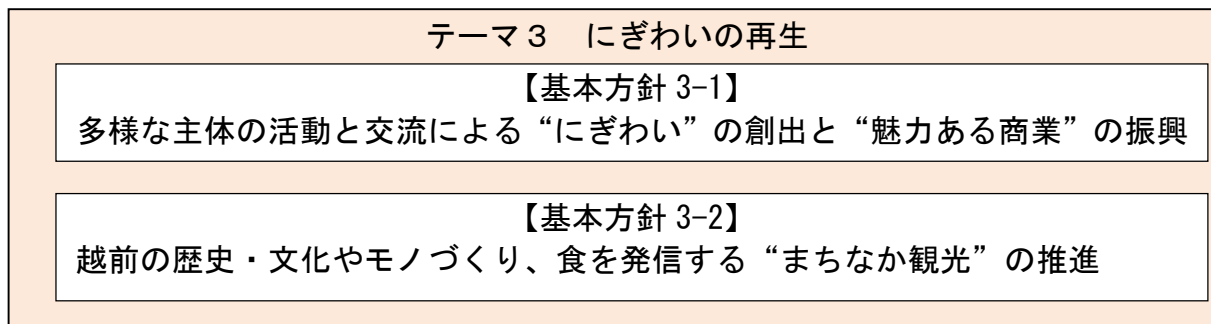 テーマ３　にぎわいの再生
【基本方針 3-1】
多様な主体の活動と交流による“にぎわい”の創出と“魅力ある商業”の振興
【基本方針 3-2】
越前の歴史・文化やモノづくり、食を発信する“まちなか観光”の推進